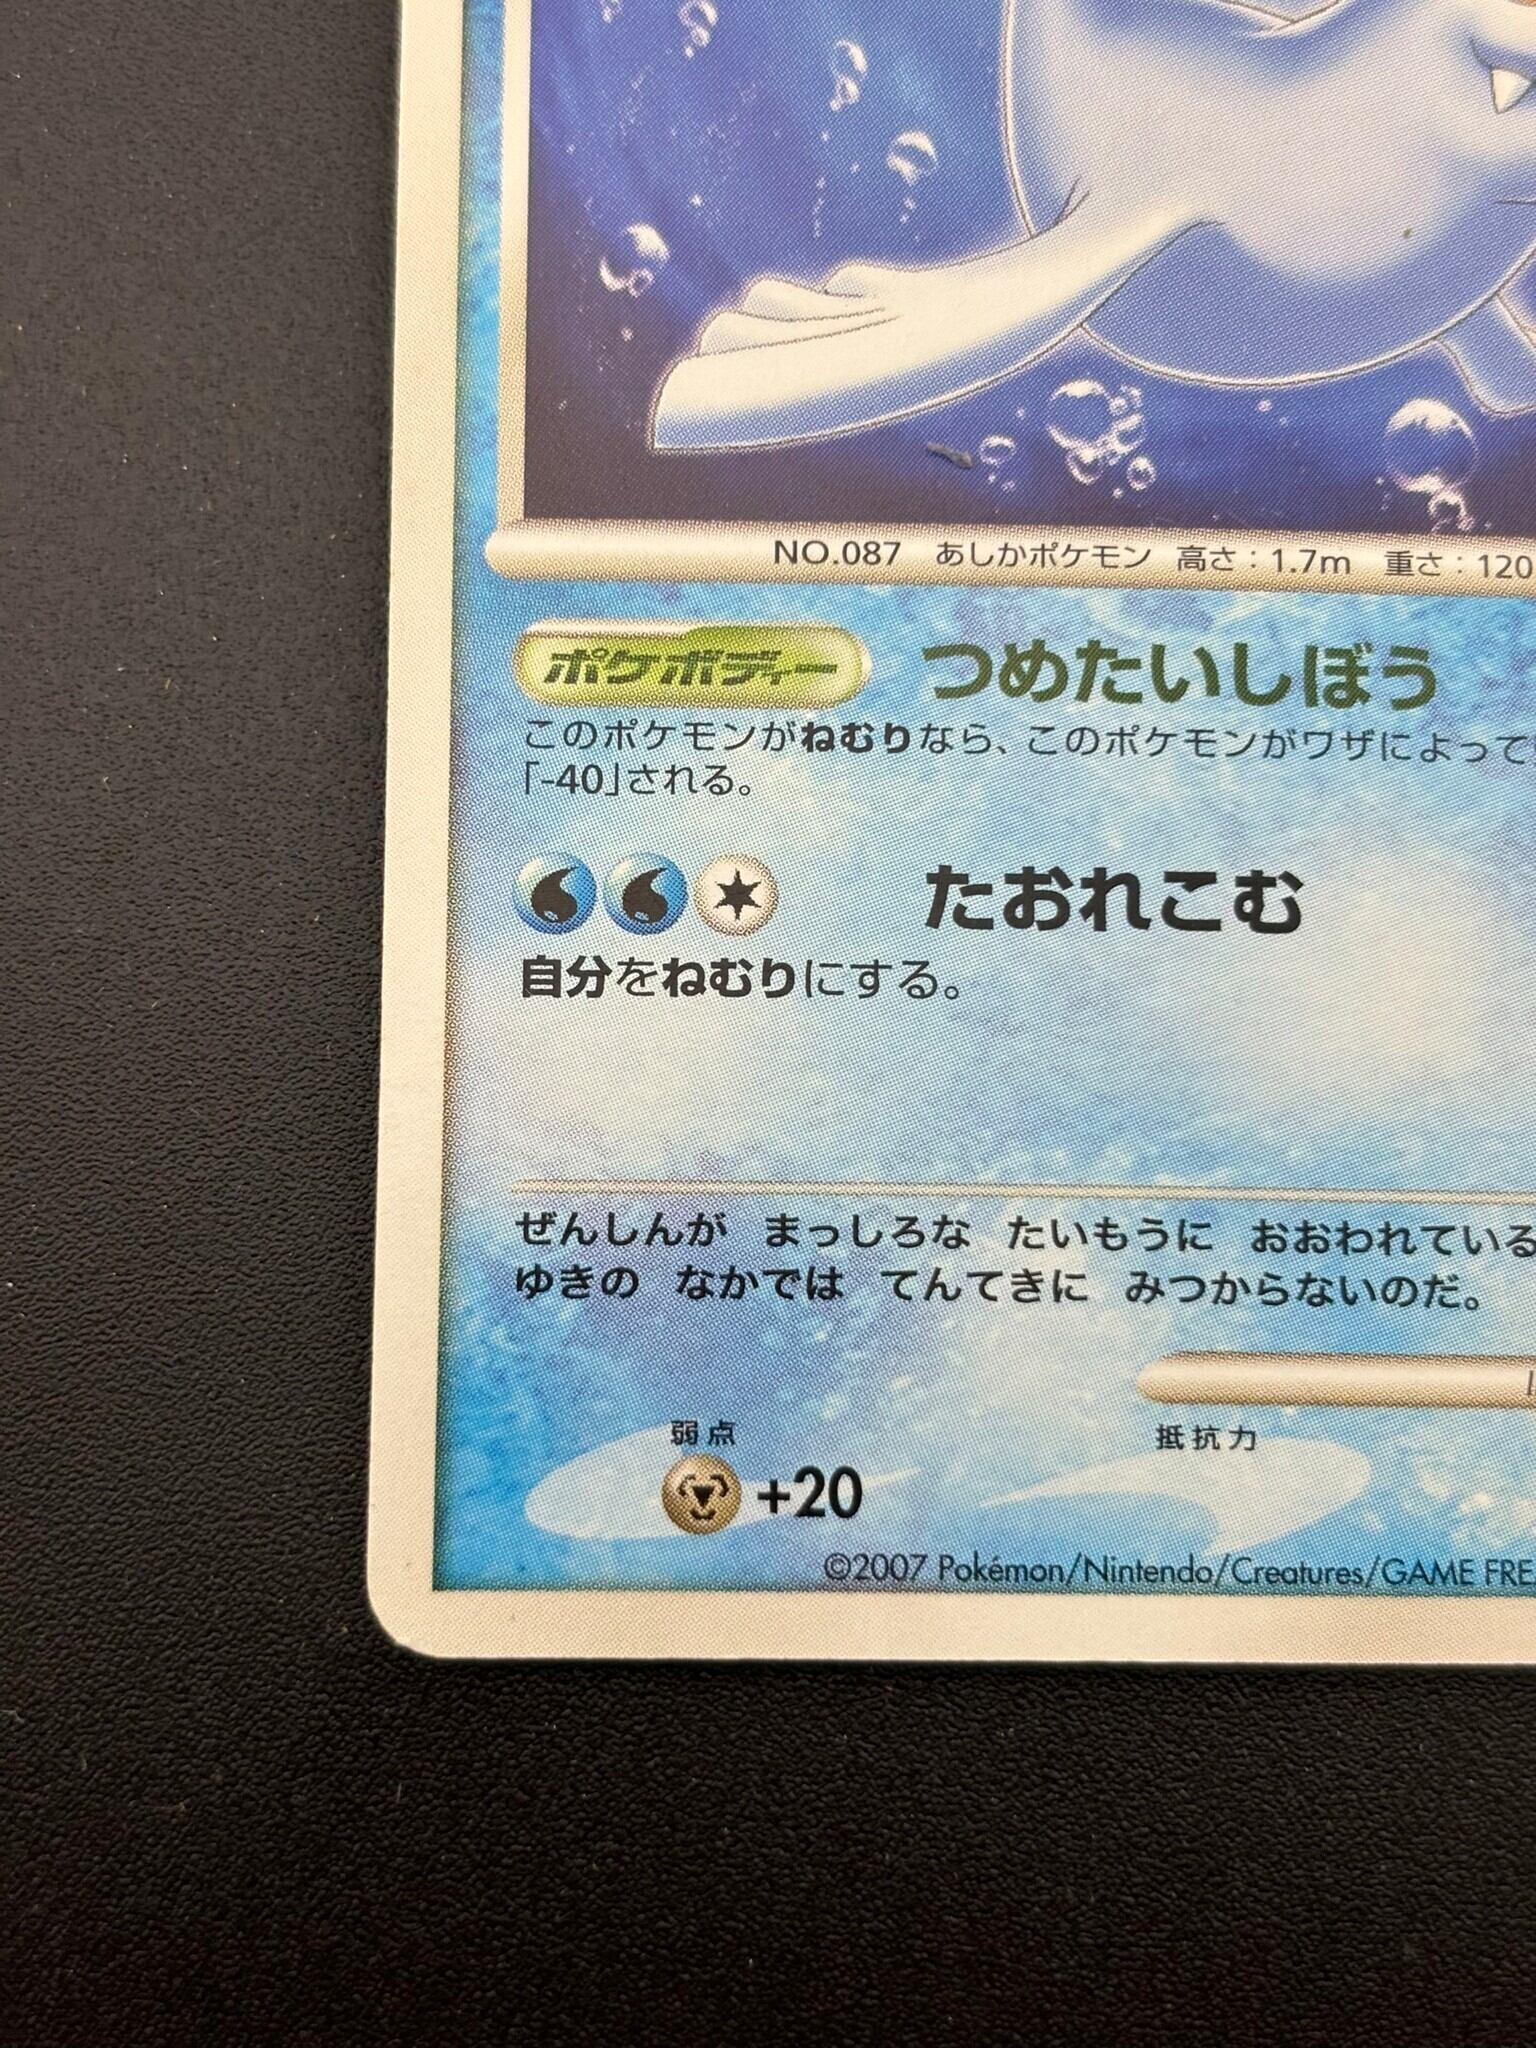 NO.087 あしかポケモン 高さ：1.7m 重さ：120
ポケボディー つめたいしぼう
このポケモンがねむりなら、このポケモンがワザによって
「-40」される。
たおれこむ
自分をねむりにする。
ぜんしんが まっしろな たいもうに おおわれている
ゆきの なかでは てんてきに みつからないのだ。
弱点 抵抗力
+20
©2007 Pokémon/Nintendo/Creatures/GAME FRE